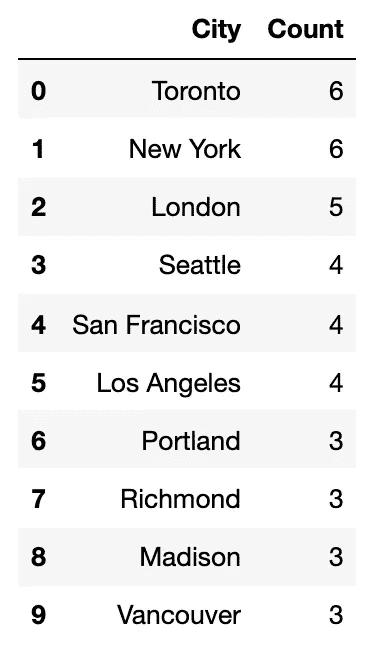 City Count
0 Toronto 6
1 New York 6
2 London 5
3 Seattle 4
4 San Francisco 4
5 Los Angeles 4
6 Portland 3
7 Richmond 3
8 Madison 3
9 Vancouver 3